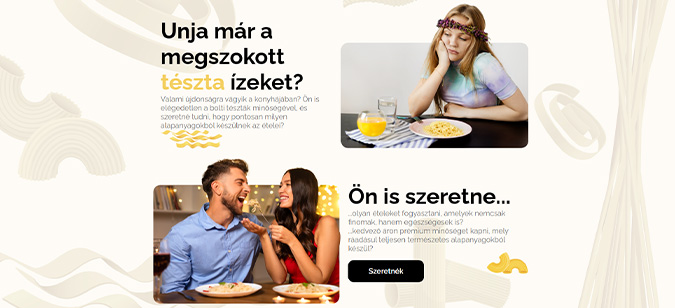 Unja már a
megszokott
tészta ízeket?
Valami újdonságra vágyik a konyhájában? Ön is
elégedetlen a bolti tészták minőségével, és
szeretné tudni, hogy pontosan milyen
alapanyagokból készülnek az ételei?
Ön is szeretne...
...olyan ételeket fogyasztani, amelyek nemcsak
finomak, hanem egészségesek is?
...kedvező áron prémium minőséget kapni, mely
ráadásul teljesen természetes alapanyagokból
készül?
Szeretnék